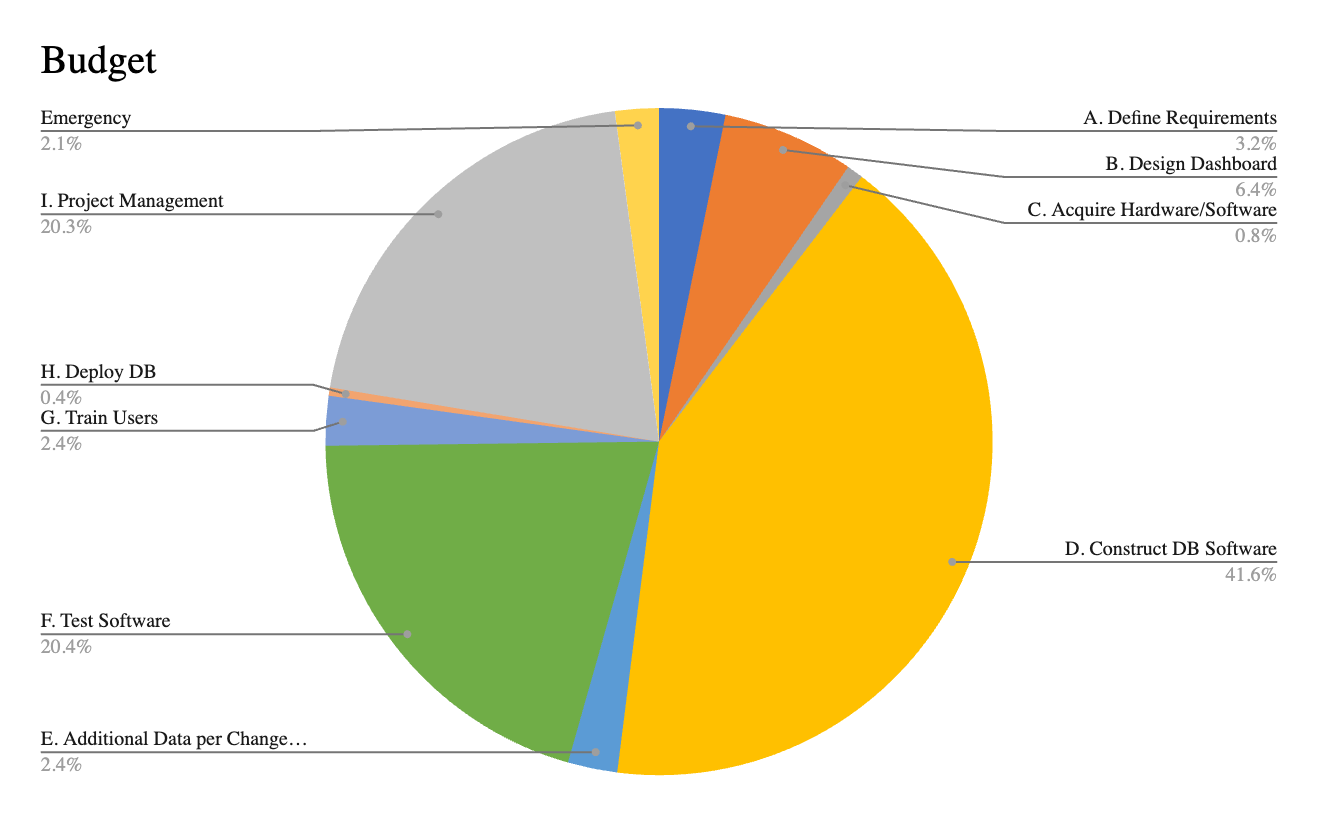 Budget
Emergency
2.1%
A. Define Requirements
3.2%
B. Design Dashboard
6.4%
I. Project Management
20.3%
C. Acquire Hardware/Software
0.8%
H. Deploy DB
0.4%
G. Train Users
2.4%
D. Construct DB Software
41.6%
F. Test Software
20.4%
E. Additional Data per Change…
2.4%